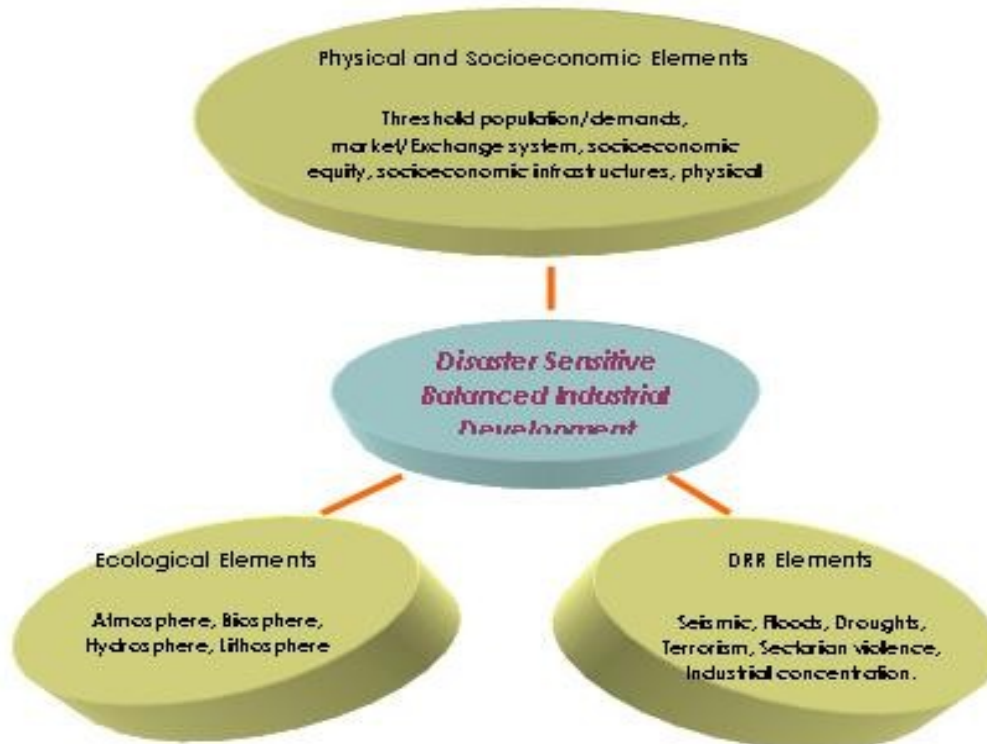 Physical and Socioeconomic Elements
Threshold population/demands,
market/Exchange system, socioeconomic
equity, socioeconomic infrastructures, physical
Disaster Sensitive
Balanced Industrial
Development
Ecological Elements
Atmosphere, Biosphere,
Hydrosphere, Lithosphere
DRR Elements
Seismic, Floods, Droughts,
Terrorism, Sectarian violence,
Industrial concentration.